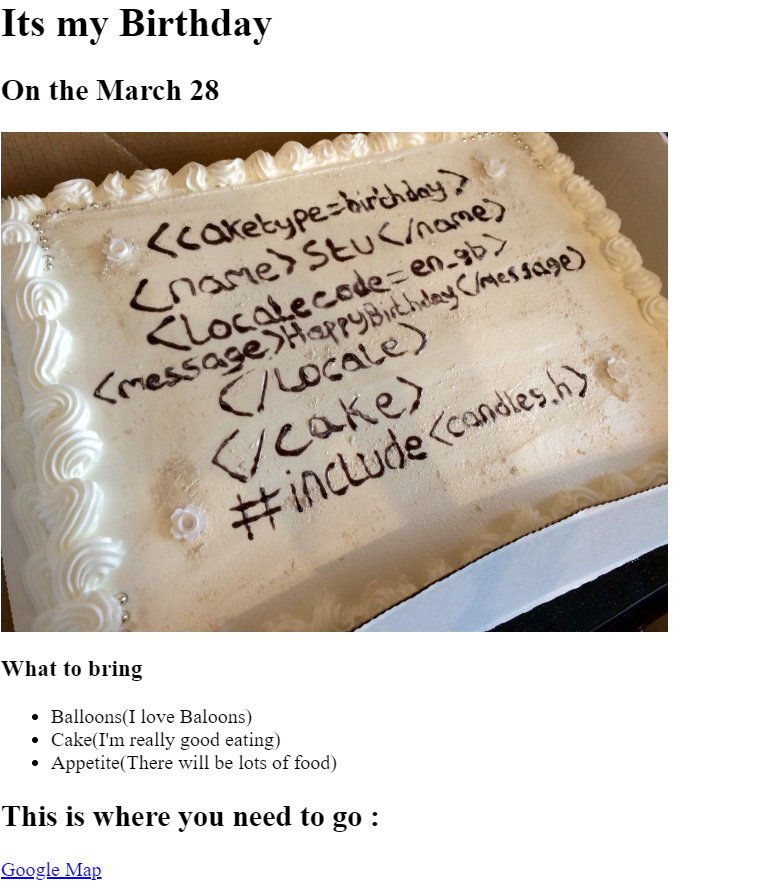 Its my Birthday
On the March 28
<caketype=birthday>
<name>Stu</name>
<localecode=en_gb>
<message>HappyBirthday</message>
</locale>
</cake>
#include<candles.h>
What to bring
Balloons(I love Baloons)
Cake(I'm really good eating)
Appetite(There will be lots of food)
This is where you need to go :
Google Map